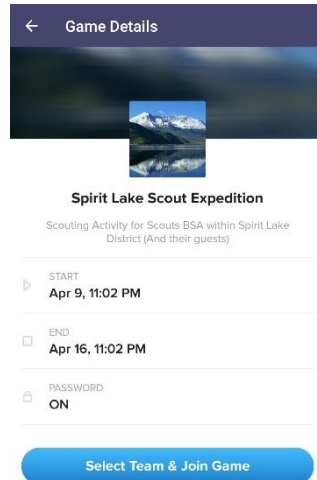 Game Details
Spirit Lake Scout Expedition
Scouting Activity for Scouts BSA within Spirit Lake
District (And their guests)
START
Apr 9, 11:02 PM
END
Apr 16, 11:02 PM
PASSWORD
ON
Select Team & Join Game